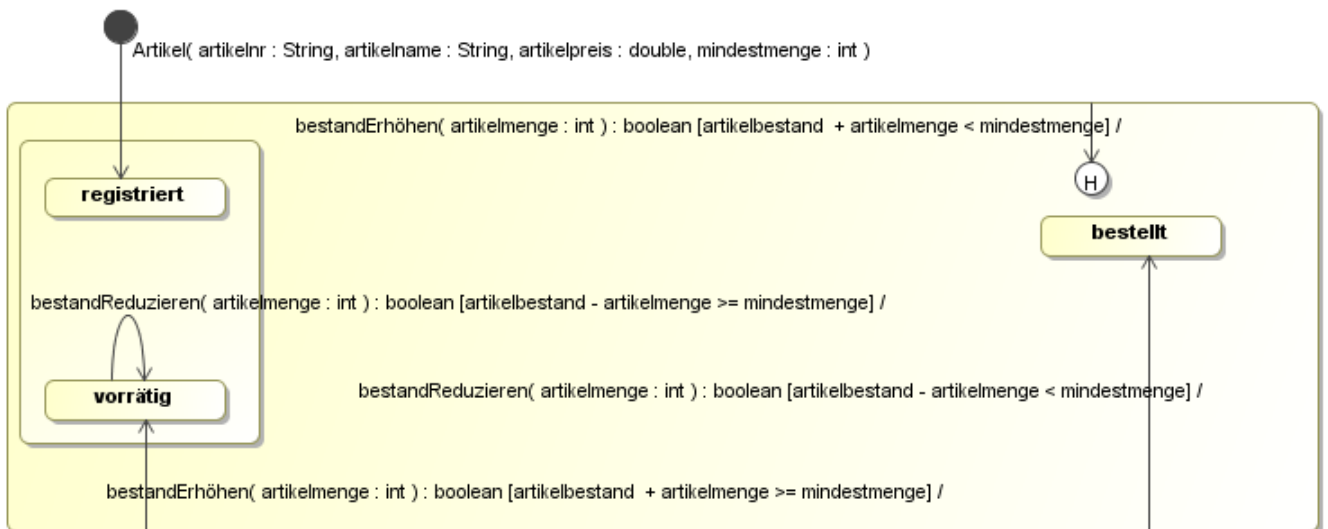 Artikel( artikelnr : String, artikelname : String, artikelpreis : double, mindestmenge : int )
bestandErhöhen( artikelmenge : int ) : boolean [artikelbestand  + artikelmenge < mindestmenge] /
H
registriert
bestellt
bestandReduzieren( artikelmenge : int ) : boolean [artikelbestand - artikelmenge >= mindestmenge] /
bestandReduzieren( artikelmenge : int ) : boolean [artikelbestand - artikelmenge < mindestmenge] /
vorrätig
bestandErhöhen( artikelmenge : int ) : boolean [artikelbestand  + artikelmenge >= mindestmenge] /